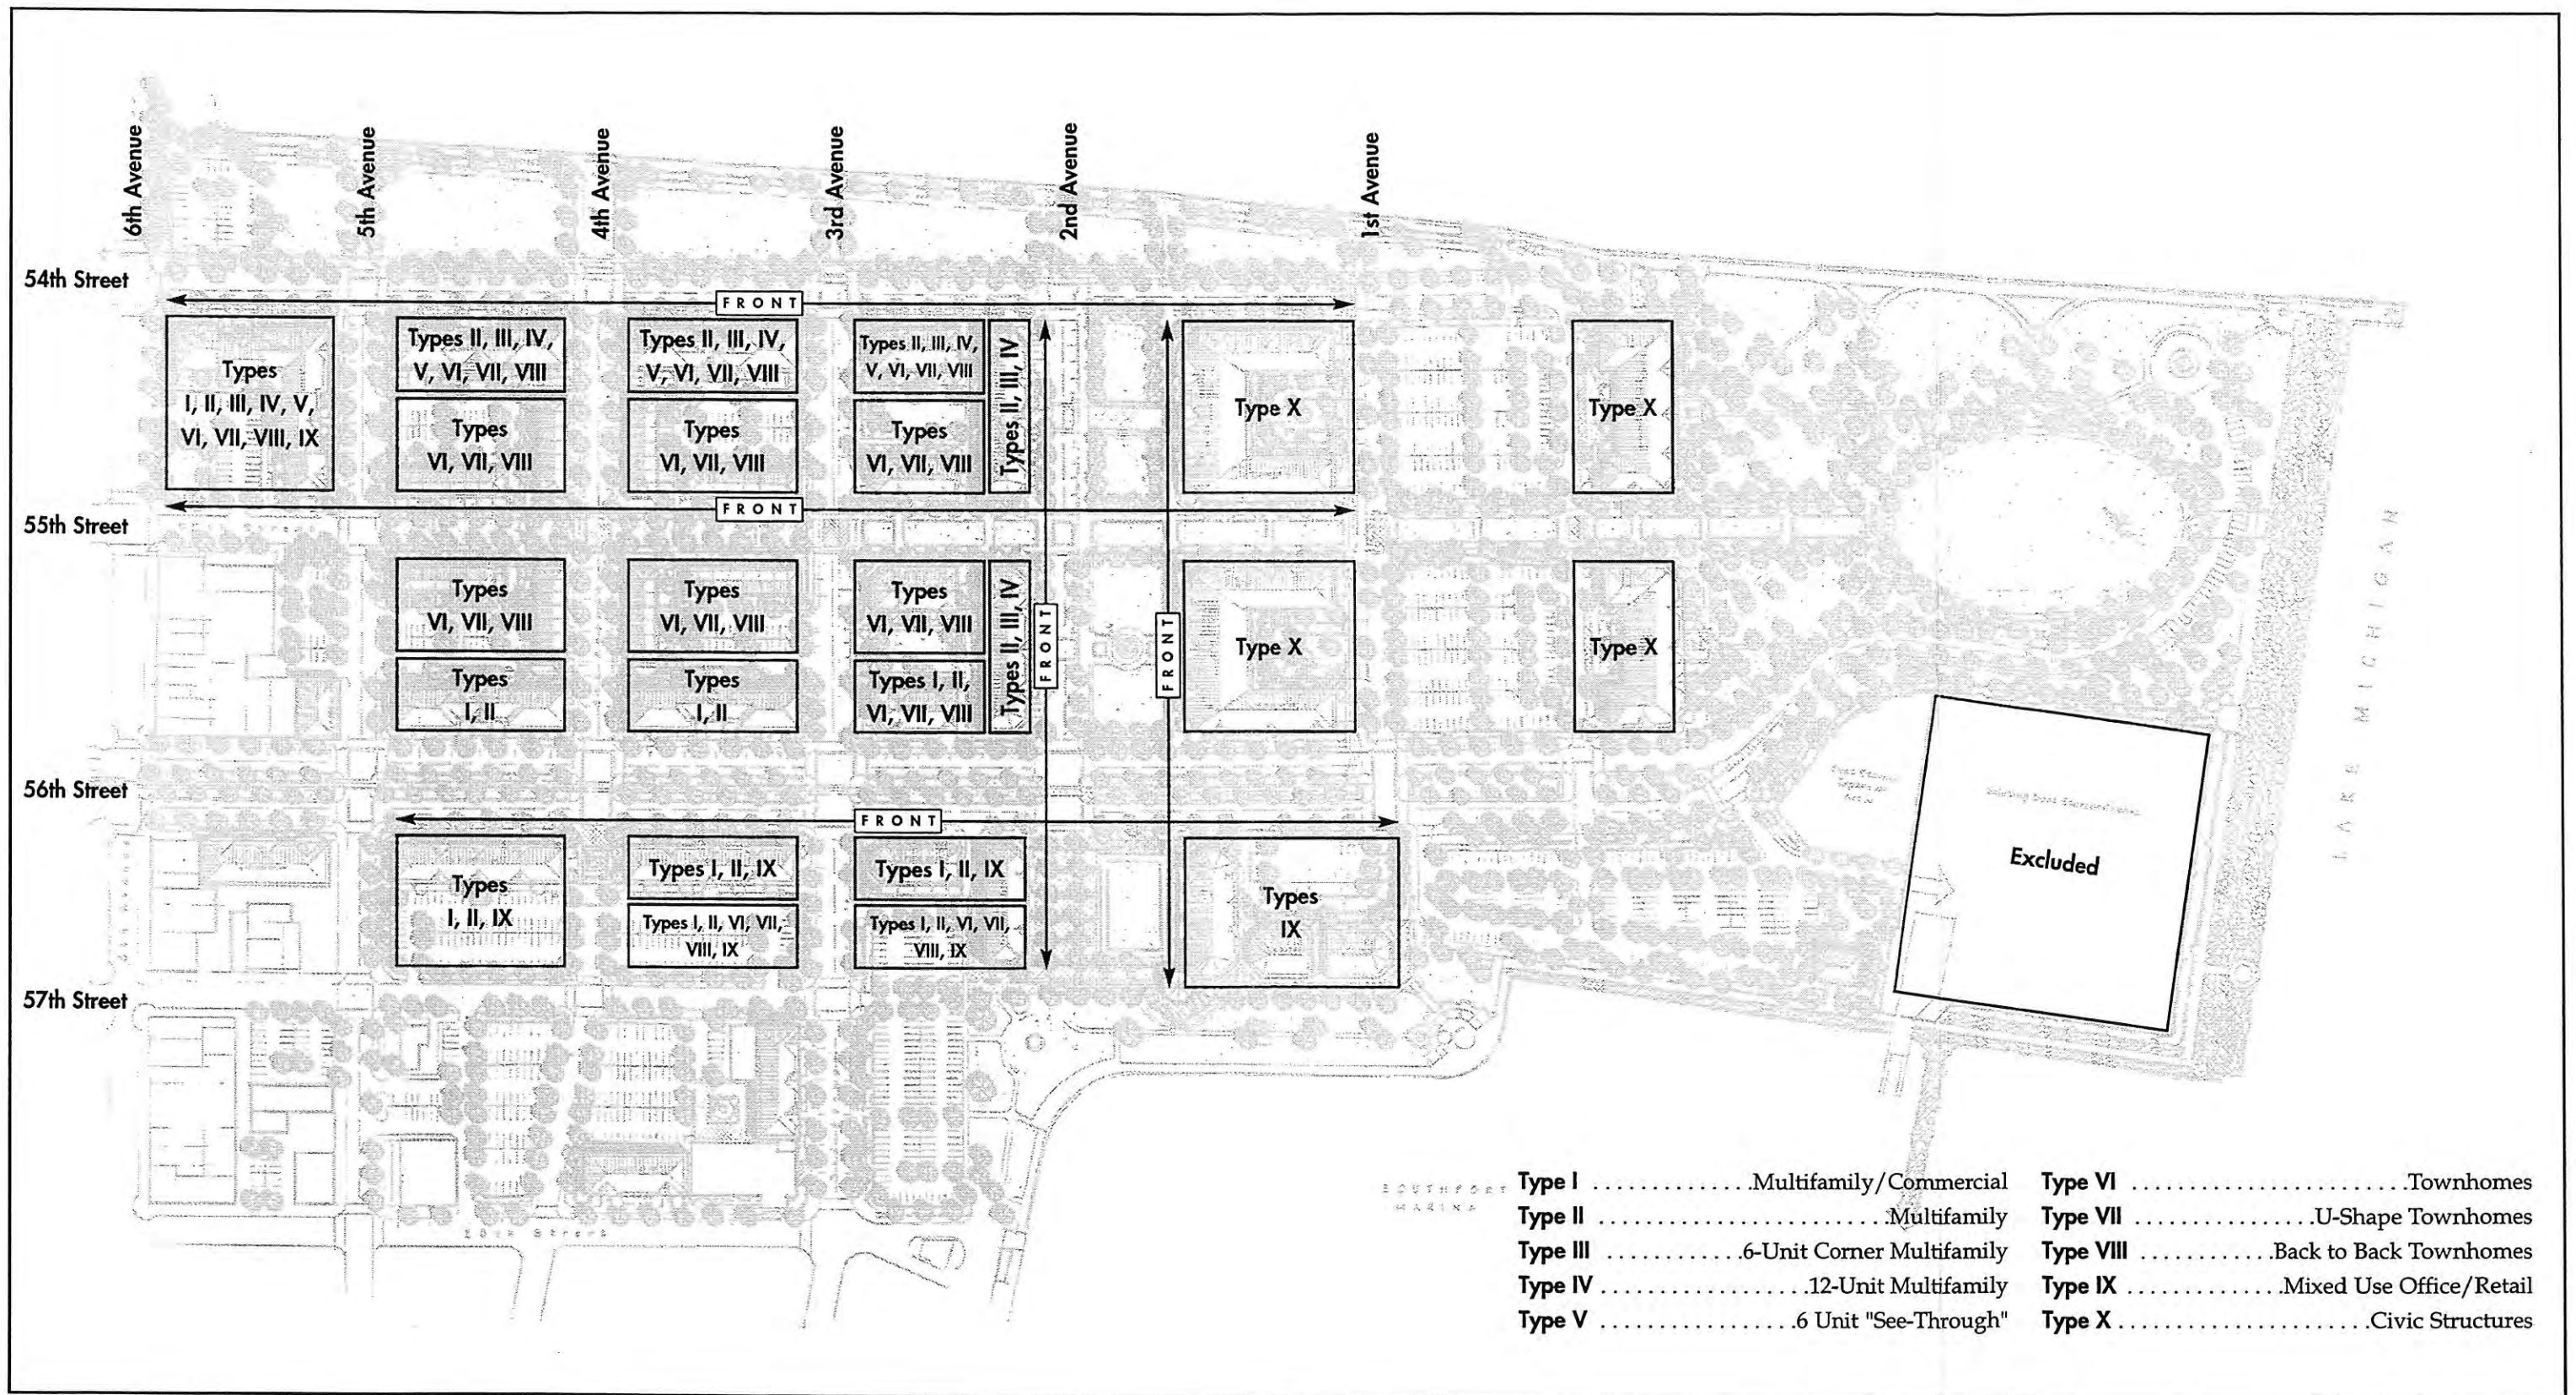 6th Avenue
5th Avenue
4th Avenue
3rd Avenue
2nd Avenue
1st Avenue
54th Street
FRONT
Types
I, II, III, IV, V,
VI, VII, VIII, IX
Types II, III, IV,
V, VI, VII, VIII
Types II, III, IV,
V, VI, VII, VIII
Types II, III, IV,
V, VI, VII, VIII
Types II, III, IV
Type X
Type X
Types
VI, VII, VIII
Types
VI, VII, VIII
Types
VI, VII, VIII
FRONT
55th Street
Types
VI, VII, VIII
Types
VI, VII, VIII
Types
VI, VII, VIII
Types II, III, IV
FRONT
FRONT
Type X
Type X
Types
I, II
Types
I, II
Types I, II,
VI, VII, VIII
LAKE MICHIGAN
56th Street
FRONT
Types
I, II, IX
Types I, II, IX
Types I, II, IX
Types I, II, VI, VII,
VIII, IX
Types I, II, VI, VII,
VIII, IX
Types
IX
Excluded
57th Street
SOUTHPORT
MARINA
Street
Type I ..............Multifamily/Commercial
Type II .........................Multifamily
Type III ............6-Unit Corner Multifamily
Type IV ..................12-Unit Multifamily
Type V .................6 Unit "See-Through"
Type VI ........................Townhomes
Type VII ................U-Shape Townhomes
Type VIII ............Back to Back Townhomes
Type IX ..............Mixed Use Office/Retail
Type X ......................Civic Structures